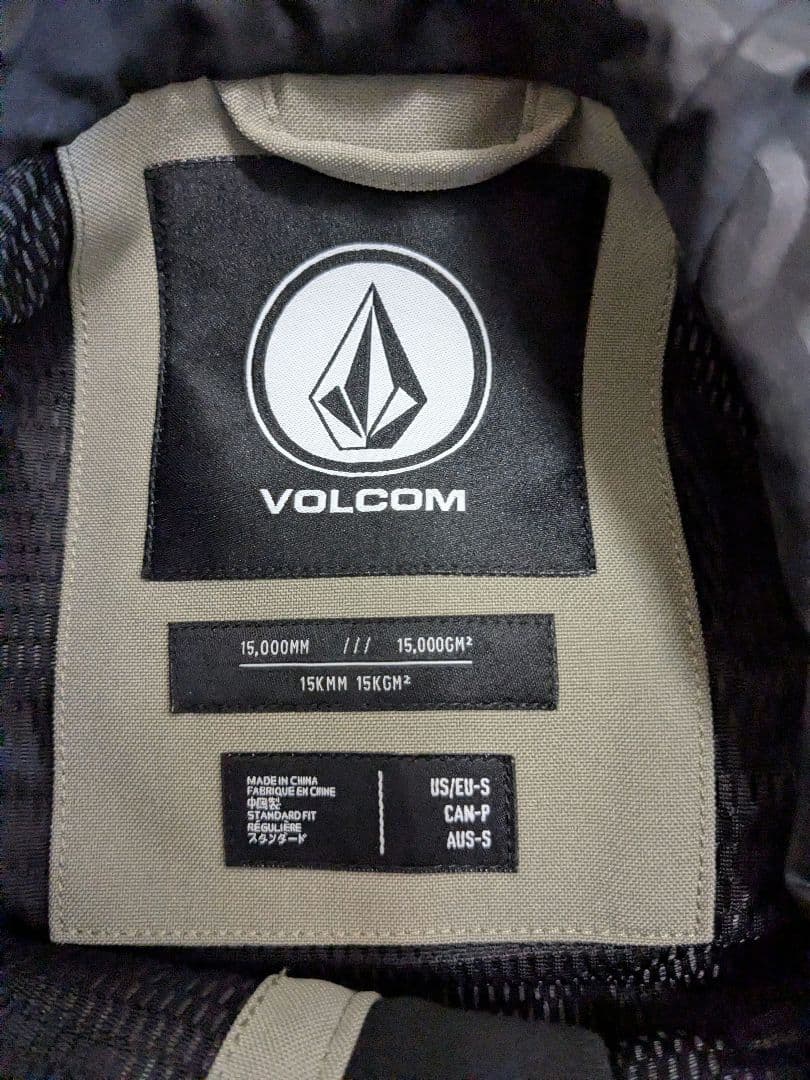 VOLCOM
15,000MM /// 15,000GM²
15KMM 15KGM²
MADE IN CHINA
FABRIQUE EN CHINE
中国製
STANDARD FIT
RÉGULIÈRE
スタンダード
US/EU-S
CAN-P
AUS-S